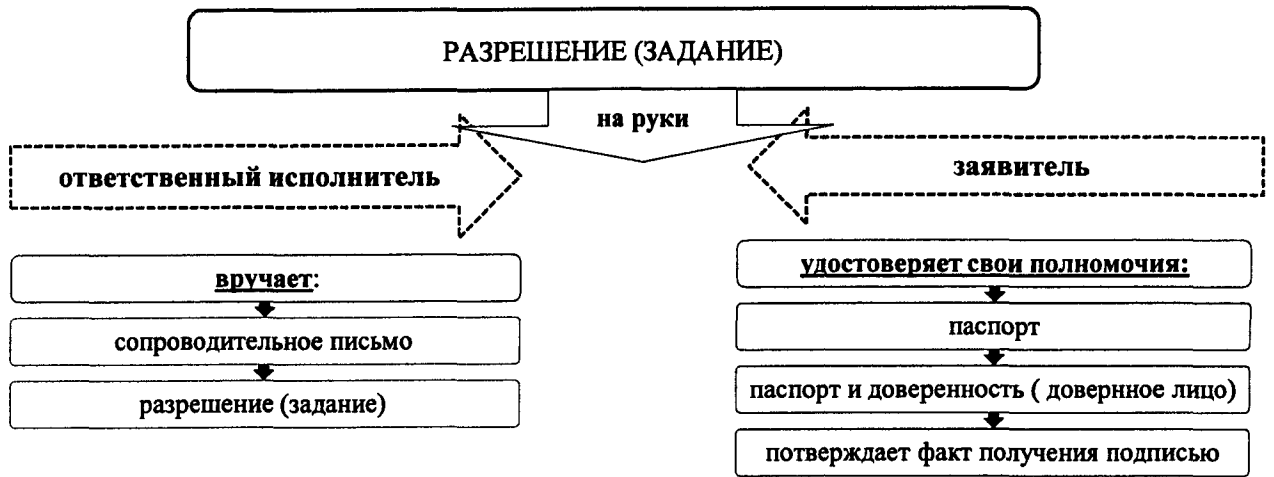 РАЗРЕШЕНИЕ (ЗАДАНИЕ)
на руки
ответственный исполнитель
заявитель
вручает:
сопроводительное письмо
разрешение (задание)
удостоверяет свои полномочия:
паспорт
паспорт и доверенность ( довернное лицо)
потверждает факт получения подписью